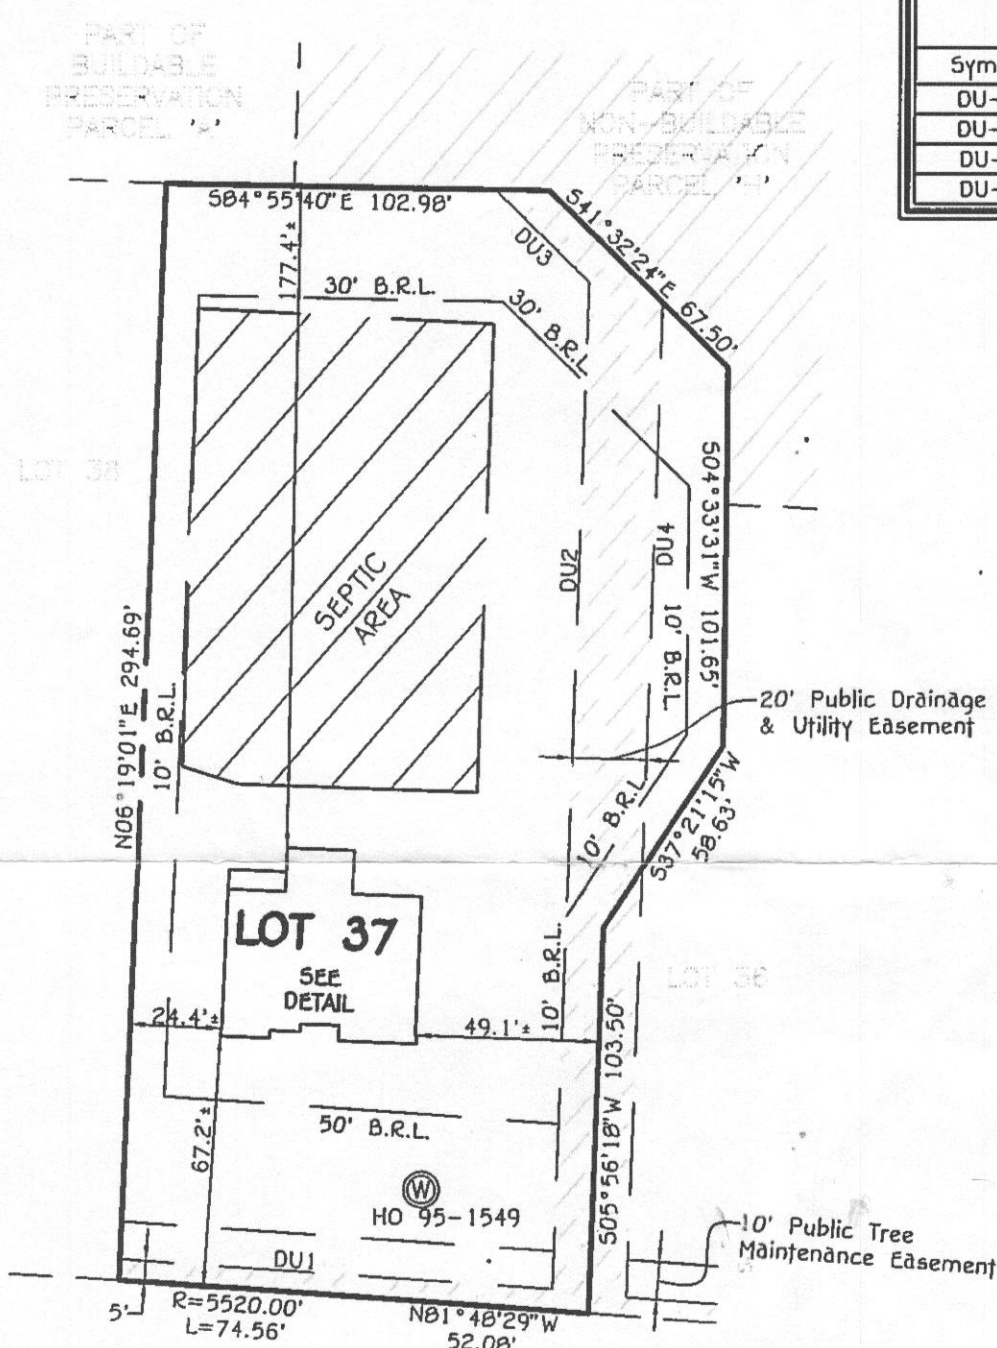 PART OF
BUILDABLE
PRESERVATION
PARCEL 'A'
PART OF
NON-BUILDABLE
PRESERVATION
PARCEL 'H'
Sym
DU-
DU-
DU-
DU-
S84°55'40"E 102.98'
S41°32'24"E 67.50'
177.4'±
DU3
30' B.R.L.
30' B.R.L
LOT 38
S04°33'31"W 101.65'
SEPTIC
AREA
DU2
DU4
10' B.R.L.
N06°19'01"E 294.69'
10' B.R.L.
20' Public Drainage
& Utility Easement
10' B.R.L.
S37°21'15"W
58.63'
LOT 37
SEE
DETAIL
10' B.R.L.
LOT 36
24.4'±
49.1'±
S05°56'18"W 103.50'
50' B.R.L.
67.2'±
W
HO 95-1549
10' Public Tree
Maintenance Easement
DU1
5'
R=5520.00'
L=74.56'
N81°48'29"W
52.08'